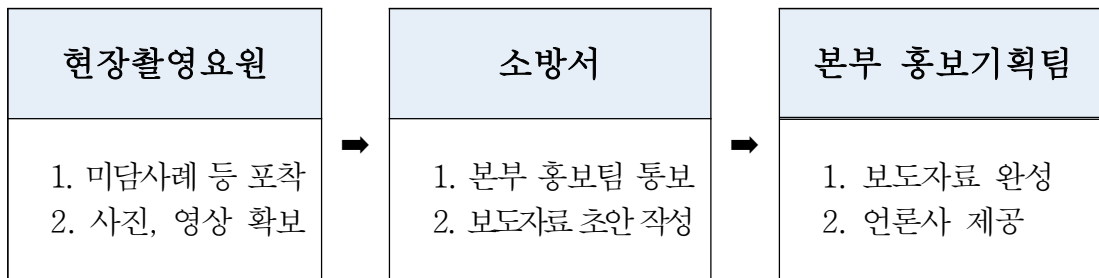 현장촬영요원
1. 미담사례 등 포착
2. 사진, 영상 확보
➡
소방서
1. 본부 홍보팀 통보
2. 보도자료 초안 작성
➡
본부 홍보기획팀
1. 보도자료 완성
2. 언론사 제공